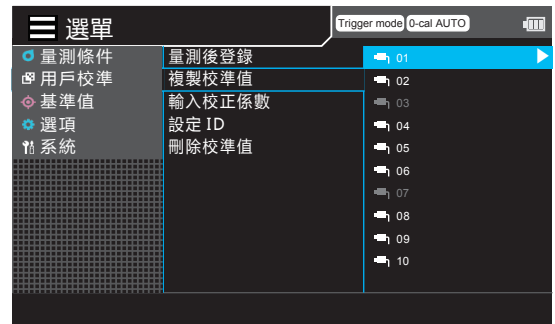 選單
Trigger mode 0-cal AUTO
量測條件
用戶校準
基準值
選項
系統
量測後登錄
複製校準值
輸入校正係數
設定 ID
刪除校準值
01
02
03
04
05
06
07
08
09
10